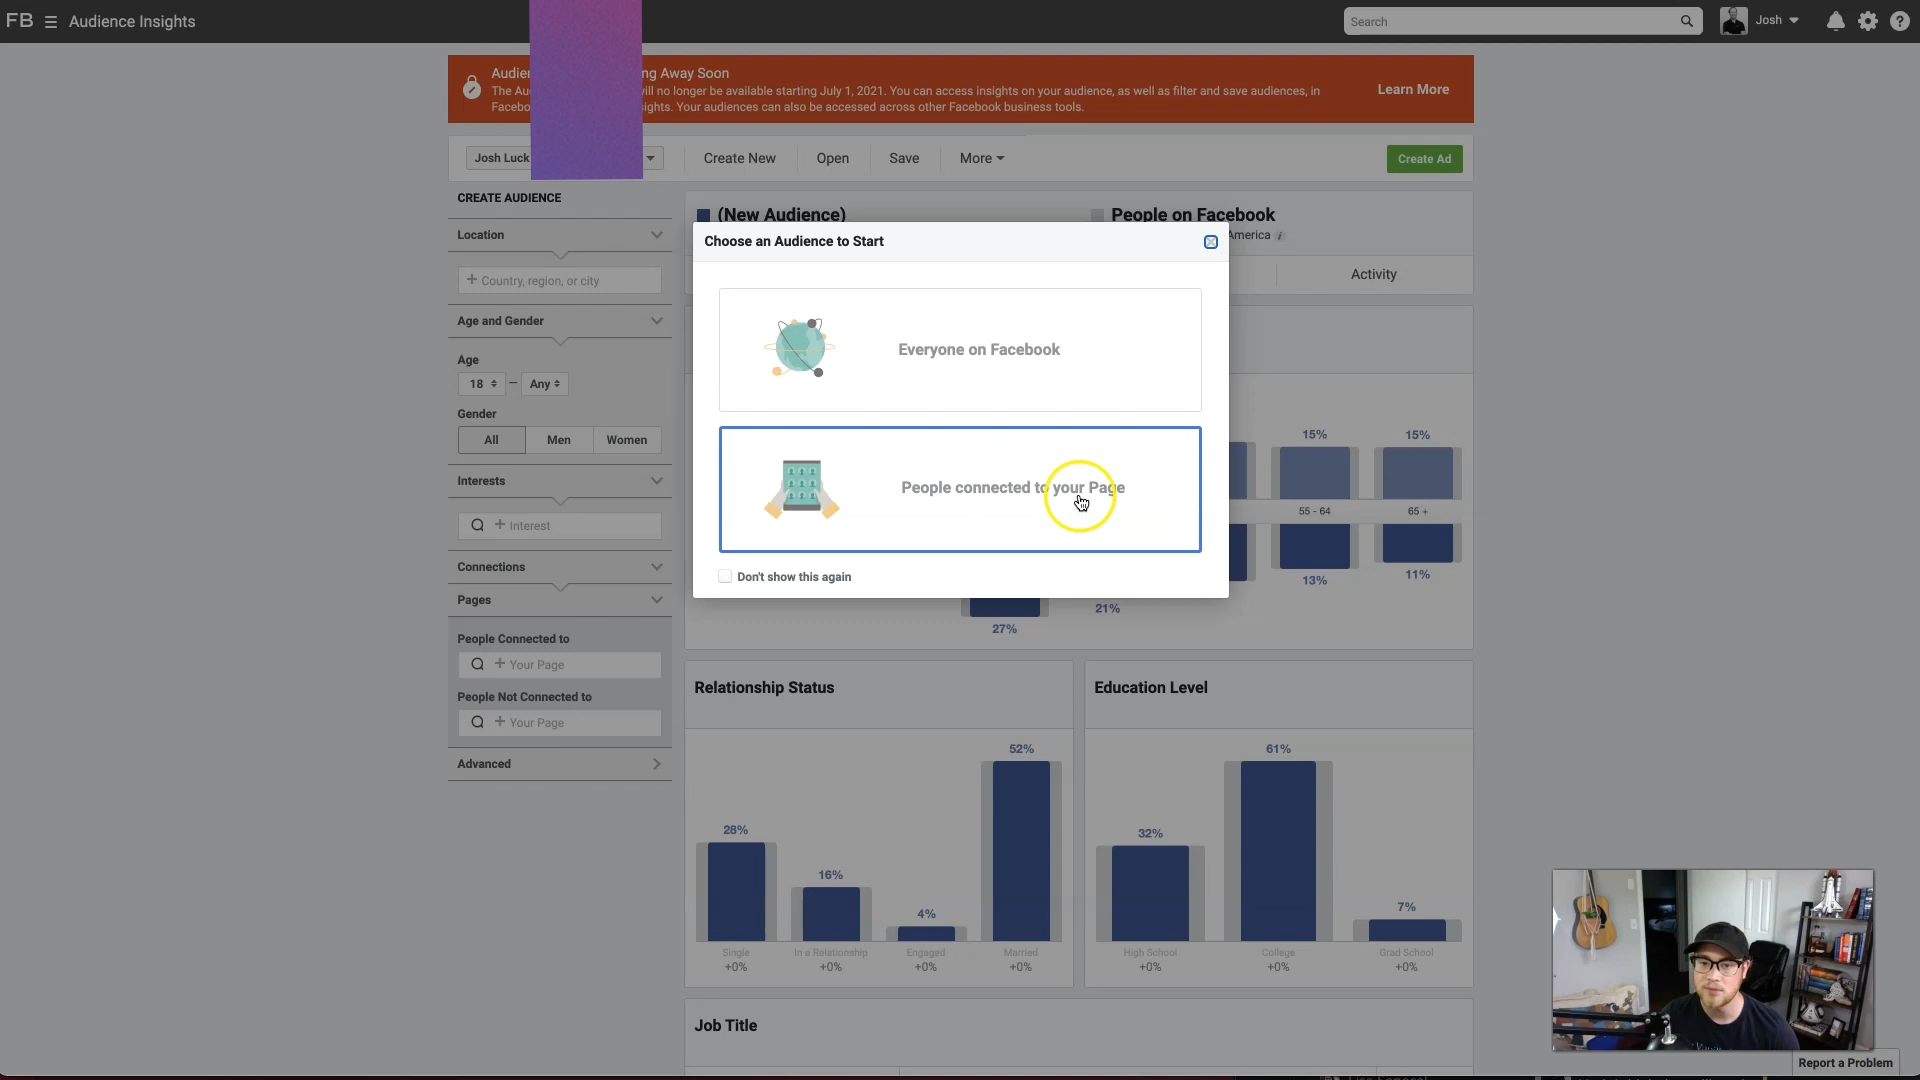 FB Audience Insights
Search
Josh
Audien ng Away Soon
The Au will no longer be available starting July 1, 2021. You can access insights on your audience, as well as filter and save audiences, in
Facebo ights. Your audiences can also be accessed across other Facebook business tools.
Learn More
Josh Luck
Create New
Open
Save
More
Create Ad
CREATE AUDIENCE
Location
+ Country, region, or city
Age and Gender
Age
18 – Any
Gender
All Men Women
Interests
+ Interest
Connections
Pages
People Connected to
+ Your Page
People Not Connected to
+ Your Page
Advanced
(New Audience)
People on Facebook
America
Activity
Choose an Audience to Start
Everyone on Facebook
People connected to your Page
Don't show this again
15% 15%
55 - 64 65 +
13% 11%
21%
27%
Relationship Status
52%
28%
16%
4%
Single In a Relationship Engaged Married
+0% +0% +0% +0%
Education Level
61%
32%
7%
High School College Grad School
+0% +0% +0%
Job Title
Report a Problem